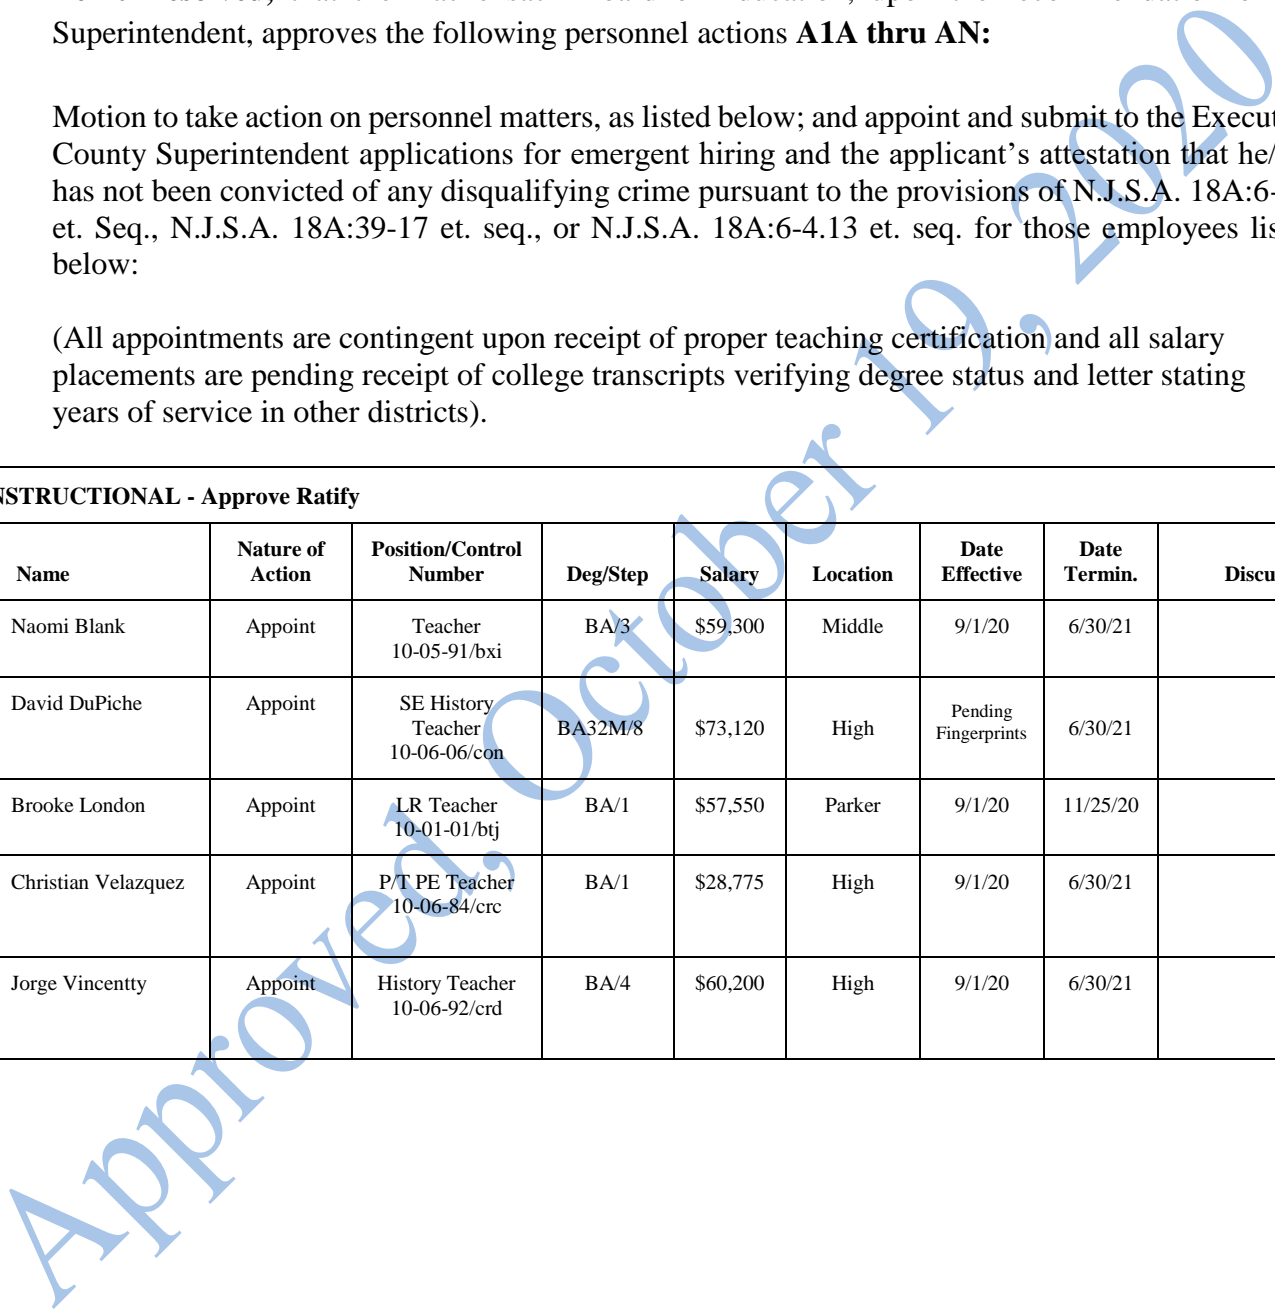 Superintendent, approves the following personnel actions A1A thru AN:
Motion to take action on personnel matters, as listed below; and appoint and submit to the
County Superintendent applications for emergent hiring and the applicant's attestation that he/
has not been convicted of any disqualifying crime pursuant to the provisions of N.J.S.A. 18A:6-
et. Seq., N.J.S.A. 18A:39-17 et. seq., or N.J.S.A. 18A:6-4.13 et. seq. for those employees
below:
(All appointments are contingent upon receipt of proper teaching certification and all salary
placements are pending receipt of college transcripts verifying degree status and letter stating
years of service in other districts).
- Approve Ratify
Name Nature of Action Position/Control Number Deg/Step Salary Location Date Effective Date Termin.
Naomi Blank Appoint Teacher 10-05-91/bxi BA/3 $59,300 Middle 9/1/20 6/30/21
David DuPiche Appoint SE History Teacher 10-06-06/con BA32M/8 $73,120 High Pending Fingerprints 6/30/21
Brooke London Appoint LR Teacher 10-01-01/btj BA/1 $57,550 Parker 9/1/20 11/25/20
Christian Velazquez Appoint P/T PE Teacher 10-06-84/crc BA/1 $28,775 High 9/1/20 6/30/21
Jorge Vincentty Appoint History Teacher 10-06-92/crd BA/4 $60,200 High 9/1/20 6/30/21
Approved, October 19, 2020